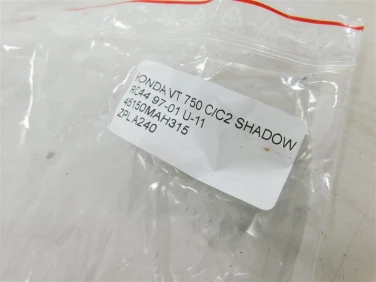 HONDA VT 750 C/C2 SHADOW
RC44 97-01 U-11
45150MAH315
ZPLA240